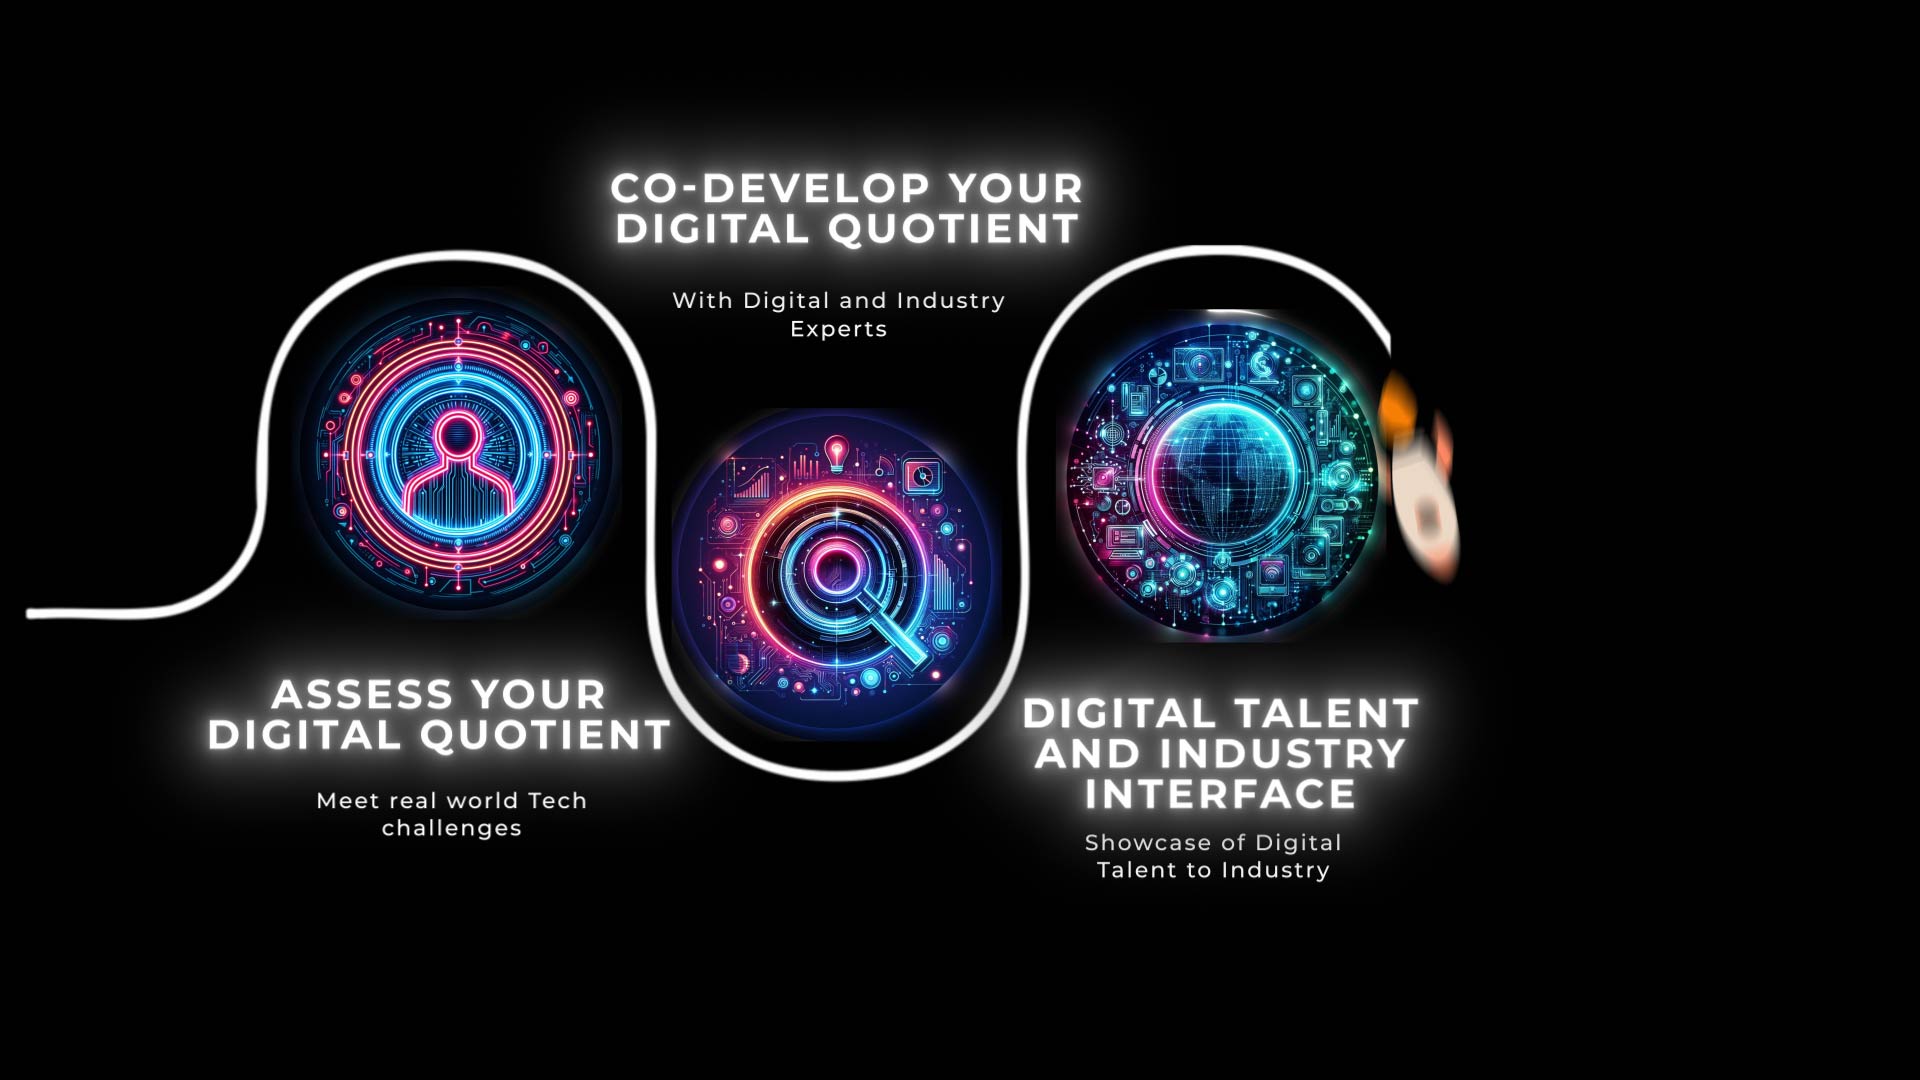 CO-DEVELOP YOUR
DIGITAL QUOTIENT
With Digital and Industry
Experts
ASSESS YOUR
DIGITAL QUOTIENT
Meet real world Tech
challenges
DIGITAL TALENT
AND INDUSTRY
INTERFACE
Showcase of Digital
Talent to Industry